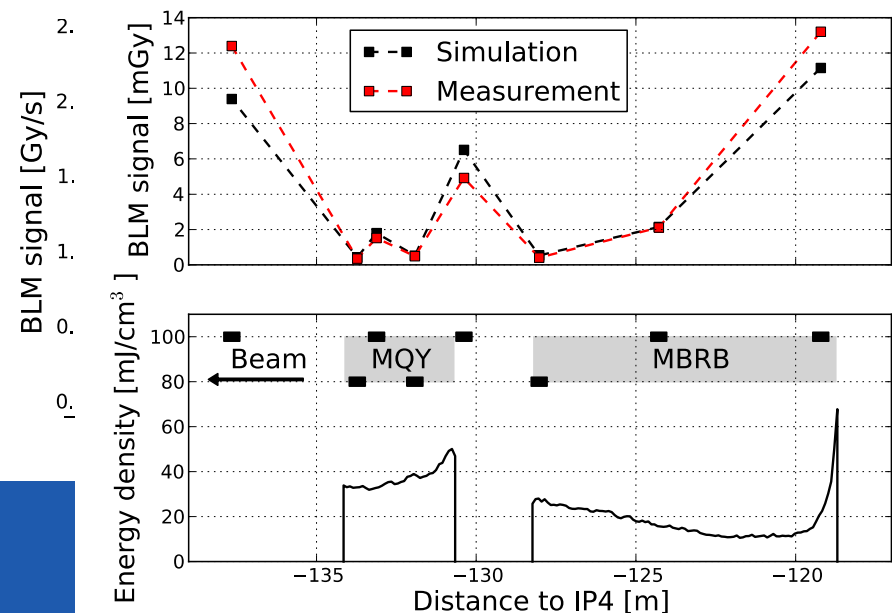 BLM signal [Gy/s]
2.
2.
1.
1.
0.
0.
BLM signal [mGy]
14
12
10
8
6
4
2
0
Simulation
Measurement
Energy density [mJ/cm³]
100
80
60
40
20
0
Beam
MQY
MBRB
−135
−130
−125
−120
Distance to IP4 [m]